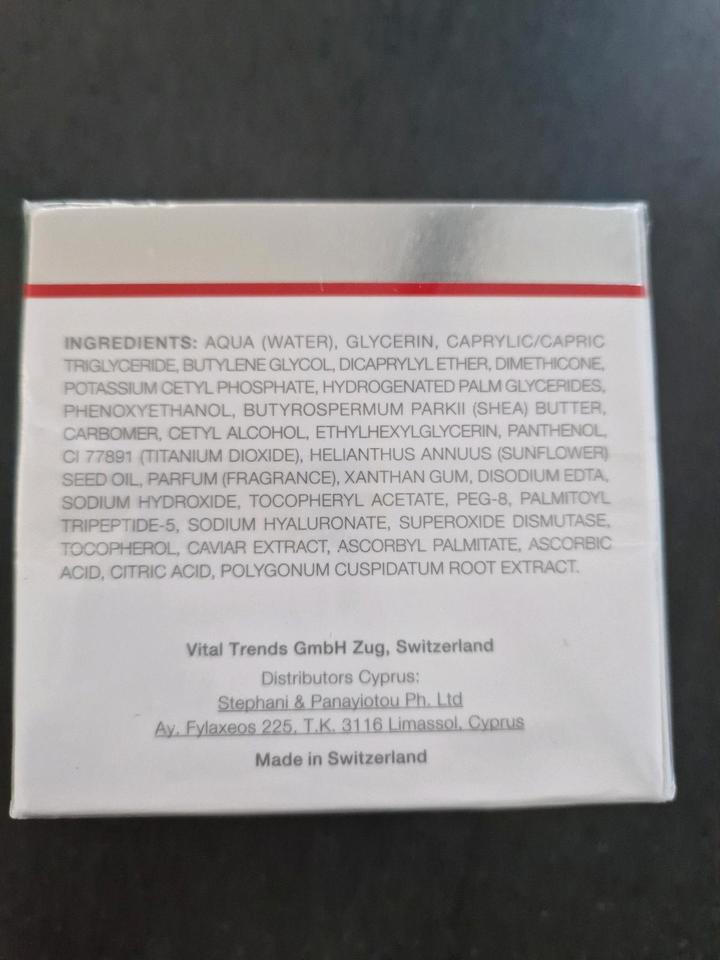 INGREDIENTS: AQUA (WATER), GLYCERIN, CAPRYLIC/CAPRIC
TRIGLYCERIDE, BUTYLENE GLYCOL, DICAPRYLYL ETHER, DIMETHICONE,
POTASSIUM CETYL PHOSPHATE, HYDROGENATED PALM GLYCERIDES,
PHENOXYETHANOL, BUTYROSPERMUM PARKII (SHEA) BUTTER,
CARBOMER, CETYL ALCOHOL, ETHYLHEXYLGLYCERIN, PANTHENOL,
CI 77891 (TITANIUM DIOXIDE), HELIANTHUS ANNUUS (SUNFLOWER)
SEED OIL, PARFUM (FRAGRANCE), XANTHAN GUM, DISODIUM EDTA,
SODIUM HYDROXIDE, TOCOPHERYL ACETATE, PEG-8, PALMITOYL
TRIPEPTIDE-5, SODIUM HYALURONATE, SUPEROXIDE DISMUTASE,
TOCOPHEROL, CAVIAR EXTRACT, ASCORBYL PALMITATE, ASCORBIC
ACID, CITRIC ACID, POLYGONUM CUSPIDATUM ROOT EXTRACT.
Vital Trends GmbH Zug, Switzerland
Distributors Cyprus:
Stephani & Panayiotou Ph. Ltd
Ay. Fylaxeos 225, T.K. 3116 Limassol, Cyprus
Made in Switzerland